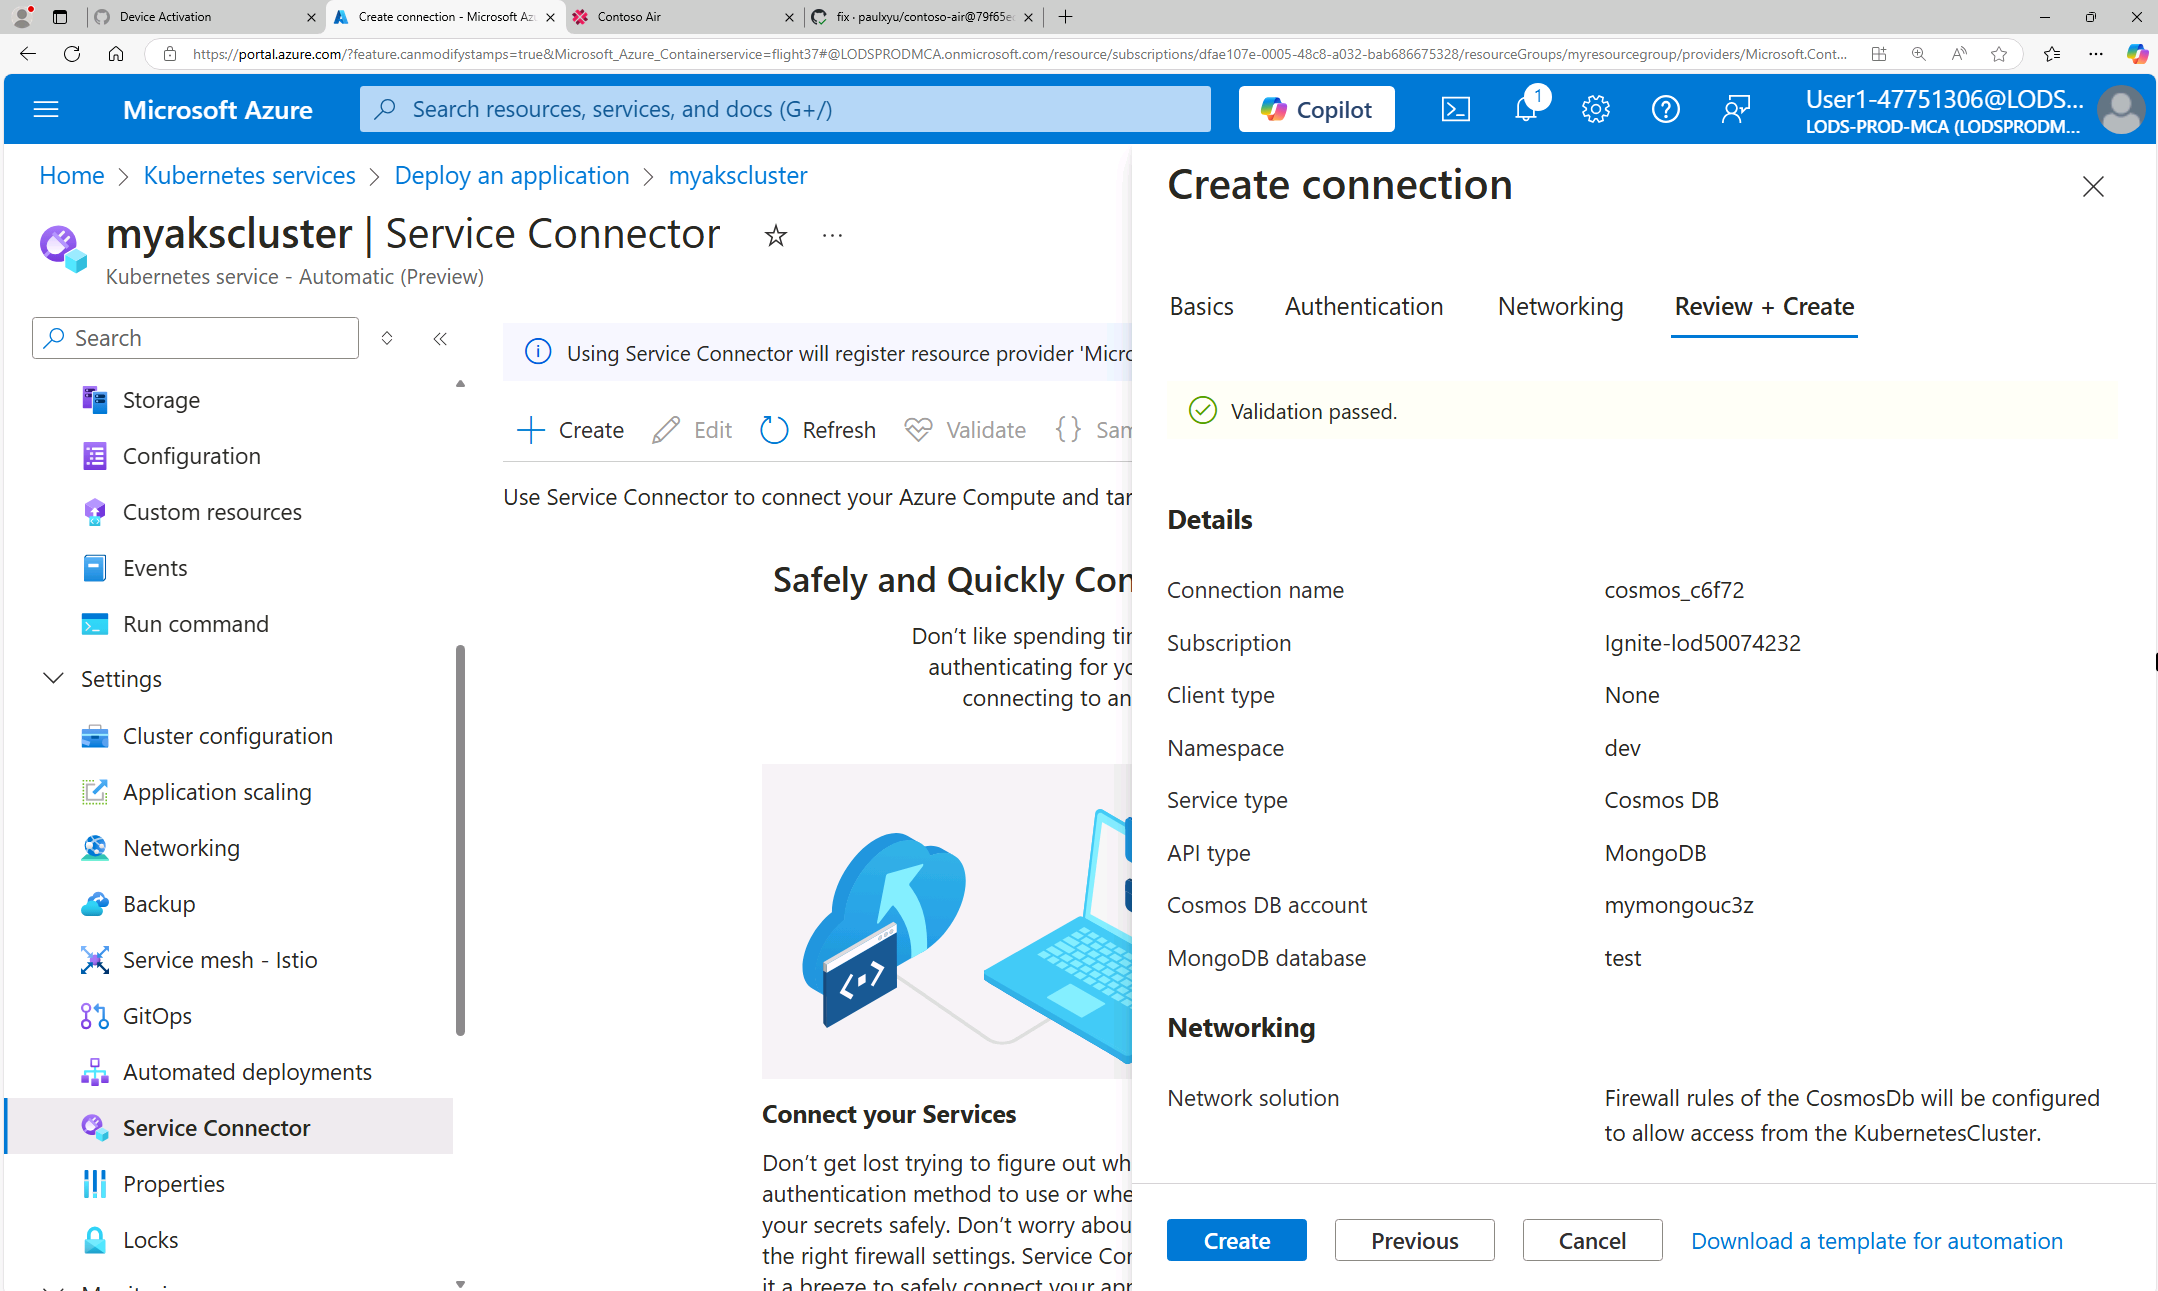 Device Activation
Create connection - Microsoft Az
Contoso Air
fix · paulxyu/contoso-air@79f65e
https://portal.azure.com/?feature.canmodifystamps=true&Microsoft_Azure_Containerservice=flight37#@LODSPRODMCA.onmicrosoft.com/resource/subscriptions/dfae107e-0005-48c8-a032-bab686675328/resourceGroups/myresourcegroup/providers/Microsoft.Cont...
Microsoft Azure
Search resources, services, and docs (G+/)
Copilot
1
User1-47751306@LODS...
LODS-PROD-MCA (LODSPRODM...
Home > Kubernetes services > Deploy an application > myakscluster
myakscluster | Service Connector
...
Kubernetes service - Automatic (Preview)
Search
Storage
Configuration
Custom resources
Events
Run command
Settings
Cluster configuration
Application scaling
Networking
Backup
Service mesh - Istio
GitOps
Automated deployments
Service Connector
Properties
Locks
Using Service Connector will register resource provider 'Micro
Create
Edit
Refresh
Validate
{} Sam
Use Service Connector to connect your Azure Compute and tar
Safely and Quickly Con
Don't like spending tir
authenticating for yo
connecting to an
Connect your Services
Don't get lost trying to figure out wh
authentication method to use or whe
your secrets safely. Don't worry abou
the right firewall settings. Service Cor
it a breeze to safely connect your app
Create connection
Basics
Authentication
Networking
Review + Create
Validation passed.
Details
Connection name cosmos_c6f72
Subscription Ignite-lod50074232
Client type None
Namespace dev
Service type Cosmos DB
API type MongoDB
Cosmos DB account mymongouc3z
MongoDB database test
Networking
Network solution Firewall rules of the CosmosDb will be configured
to allow access from the KubernetesCluster.
Create
Previous
Cancel
Download a template for automation